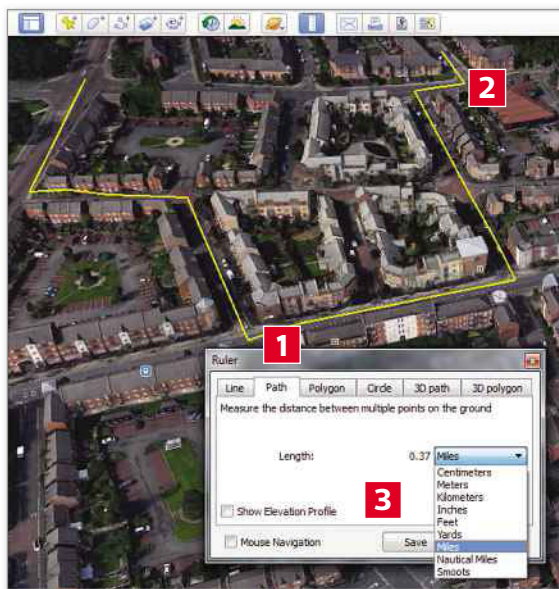 2
1
Ruler
Line Path Polygon Circle 3D path 3D polygon
Measure the distance between multiple points on the ground
Length: 0.37 Miles
Centimeters
Meters
Kilometers
Inches
3
Show Elevation Profile
Feet
Yards
Mouse Navigation
Save
Miles
Nautical Miles
Smoots